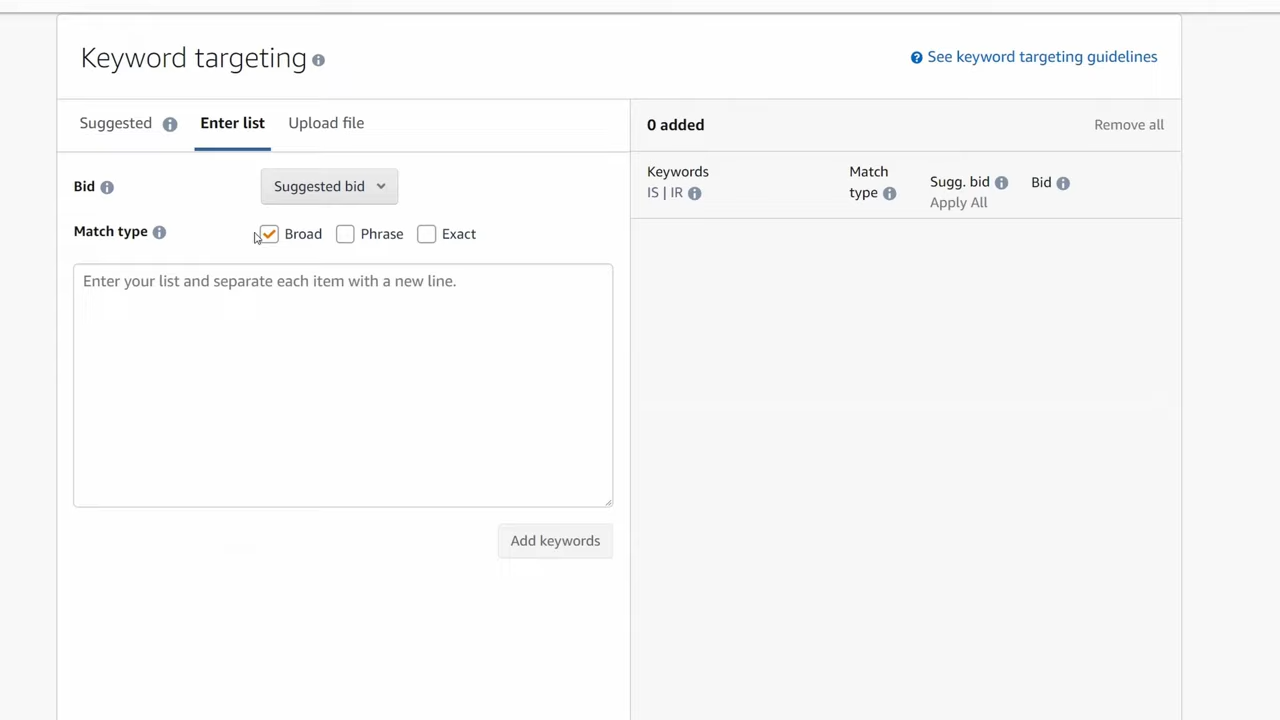 Keyword targeting
See keyword targeting guidelines
Suggested Enter list Upload file
0 added Remove all
Bid Suggested bid
Match type Broad Phrase Exact
Enter your list and separate each item with a new line.
Add keywords
Keywords
IS | IR
Match
type
Sugg. bid
Apply All
Bid